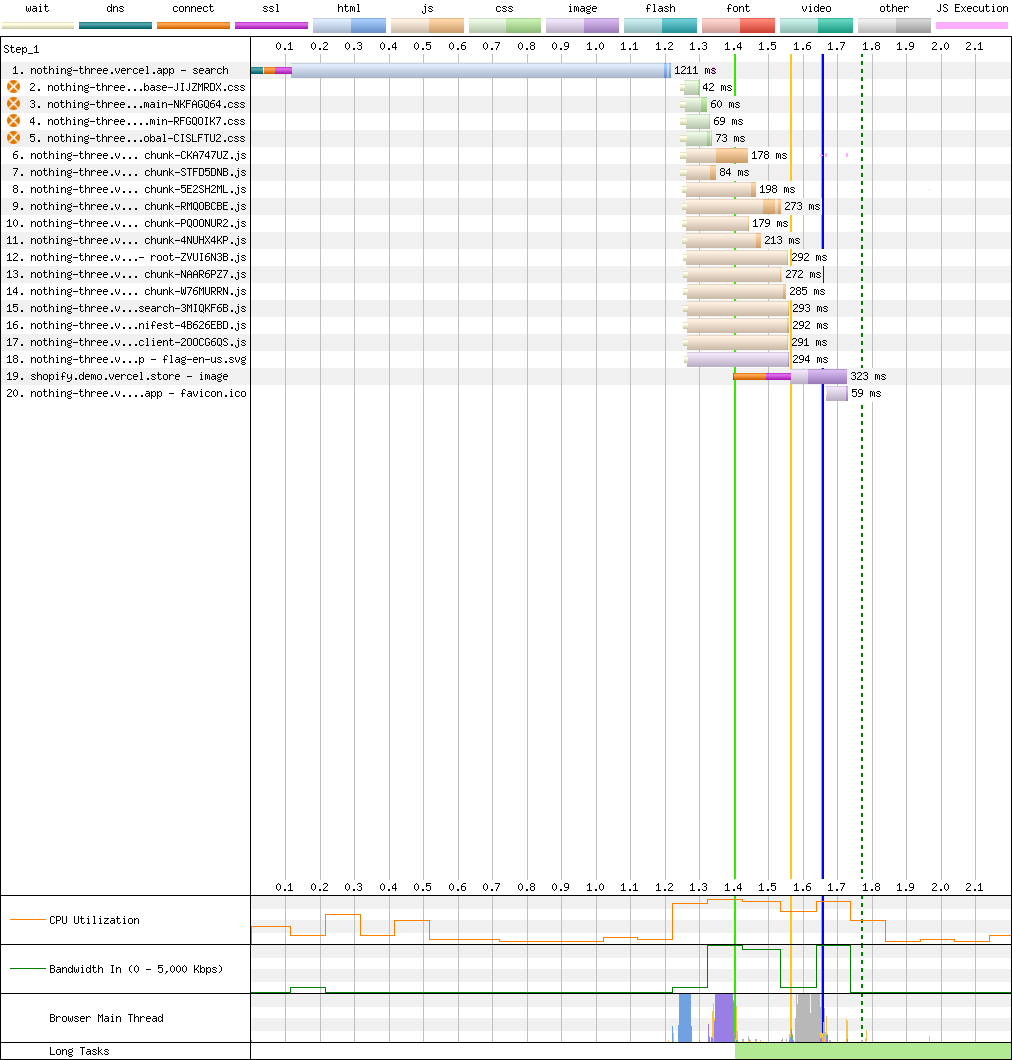 wait dns connect ssl html js css image flash font video other JS Execution
Step_1 0.1 0.2 0.3 0.4 0.5 0.6 0.7 0.8 0.9 1.0 1.1 1.2 1.3 1.4 1.5 1.6 1.7 1.8 1.9 2.0 2.1
1. nothing-three.vercel.app - search 1211 ms
2. nothing-three...base-JIJZMRDX.css 42 ms
3. nothing-three...main-NKFAGQ64.css 60 ms
4. nothing-three....min-RFGQOIK7.css 69 ms
5. nothing-three...obal-CISLFTU2.css 73 ms
6. nothing-three.v... chunk-CKA747UZ.js 178 ms
7. nothing-three.v... chunk-STFD5DNB.js 84 ms
8. nothing-three.v... chunk-5E2SH2ML.js 198 ms
9. nothing-three.v... chunk-RMQOBCBE.js 273 ms
10. nothing-three.v... chunk-PQOONUR2.js 179 ms
11. nothing-three.v... chunk-4NUHX4KP.js 213 ms
12. nothing-three.v...- root-ZVUI6N3B.js 292 ms
13. nothing-three.v... chunk-NAAR6PZ7.js 272 ms
14. nothing-three.v... chunk-W76MURRN.js 285 ms
15. nothing-three.v...search-3MIQKF6B.js 293 ms
16. nothing-three.v...nifest-4B626EBD.js 292 ms
17. nothing-three.v...client-2OOCG6QS.js 291 ms
18. nothing-three.v...p - flag-en-us.svg 294 ms
19. shopify.demo.vercel.store - image 323 ms
20. nothing-three.v....app - favicon.ico 59 ms
0.1 0.2 0.3 0.4 0.5 0.6 0.7 0.8 0.9 1.0 1.1 1.2 1.3 1.4 1.5 1.6 1.7 1.8 1.9 2.0 2.1
CPU Utilization
Bandwidth In (0 - 5,000 Kbps)
Browser Main Thread
Long Tasks